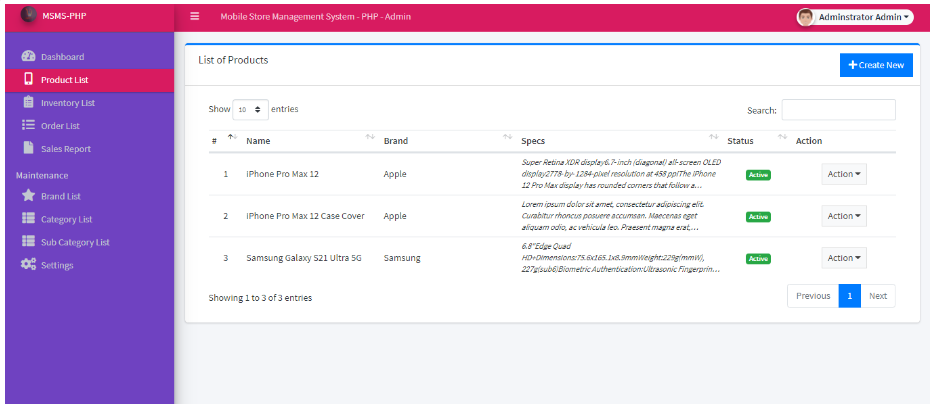 MSMS-PHP
Mobile Store Management System - PHP - Admin
Adminstrator Admin
Dashboard
Product List
Inventory List
Order List
Sales Report
Maintenance
Brand List
Category List
Sub Category List
Settings
List of Products
Create New
Show 10 entries
Search:
# Name Brand Specs Status Action
1 iPhone Pro Max 12 Apple Super Retina XDR display6.7-inch (diagonal) all-screen OLED
display2778-by-1284-pixel resolution at 458 ppiThe iPhone
12 Pro Max display has rounded corners that follow a... Active Action
2 iPhone Pro Max 12 Case Cover Apple Lorem ipsum dolor sit amet, consectetur adipiscing elit.
Curabitur rhoncus posuere accumsan. Maecenas eget
aliquam odio, ac vehicula leo. Praesent magna erat,... Active Action
3 Samsung Galaxy S21 Ultra 5G Samsung 6.8"Edge Quad
HD+Dimensions:75.6x165.1x8.9mmWeight:229g(mmW),
227g(sub6)Biometric Authentication:Ultrasonic Fingerprin... Active Action
Showing 1 to 3 of 3 entries
Previous 1 Next